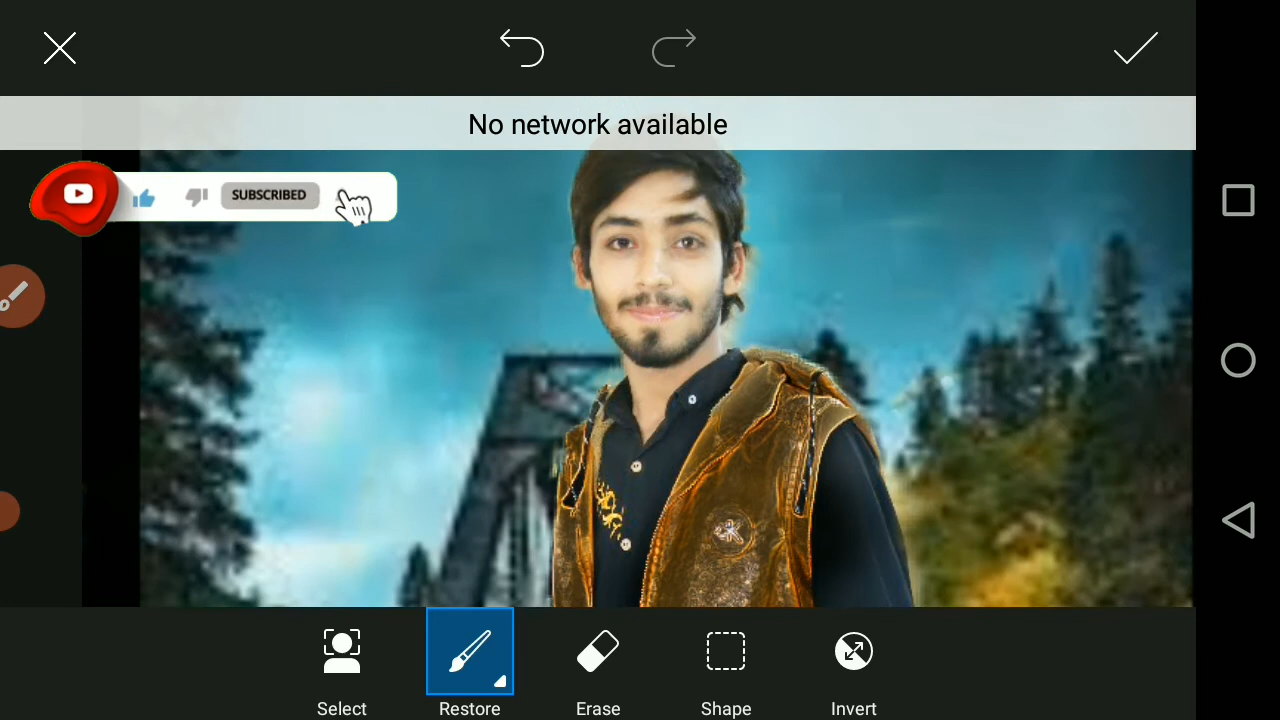 No network available
SUBSCRIBED
Select
Restore
Erase
Shape
Invert